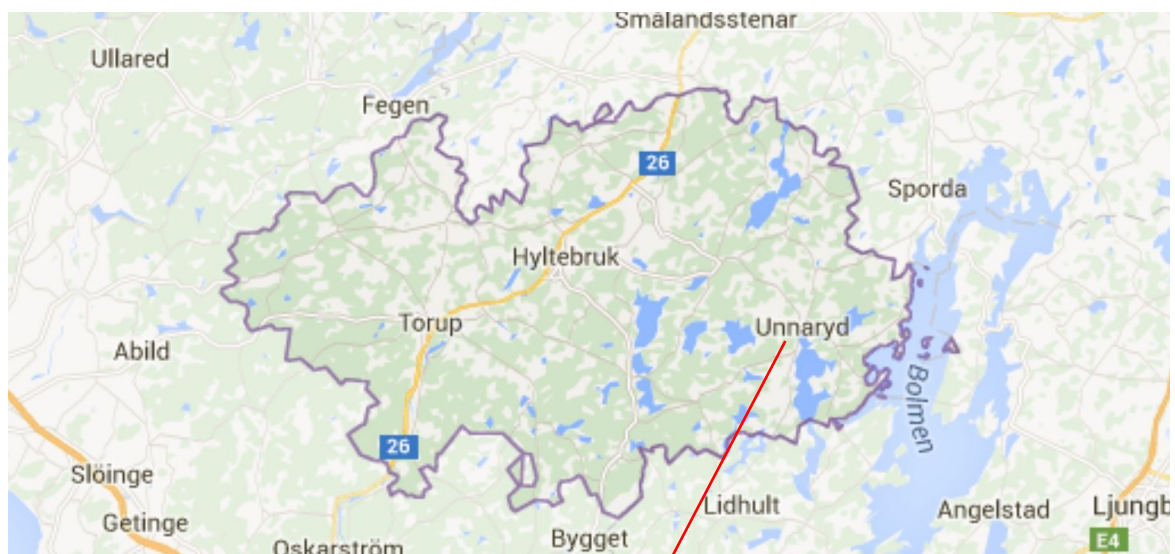 Smålandsstenar
Ullared
Fegen
26
Sporda
Hyltebruk
Torup
Unnaryd
Abild
Bolmen
26
Slöinge
Getinge
Lidhult
Angelstad
Ljungb
Bygget
Oskarström
E4